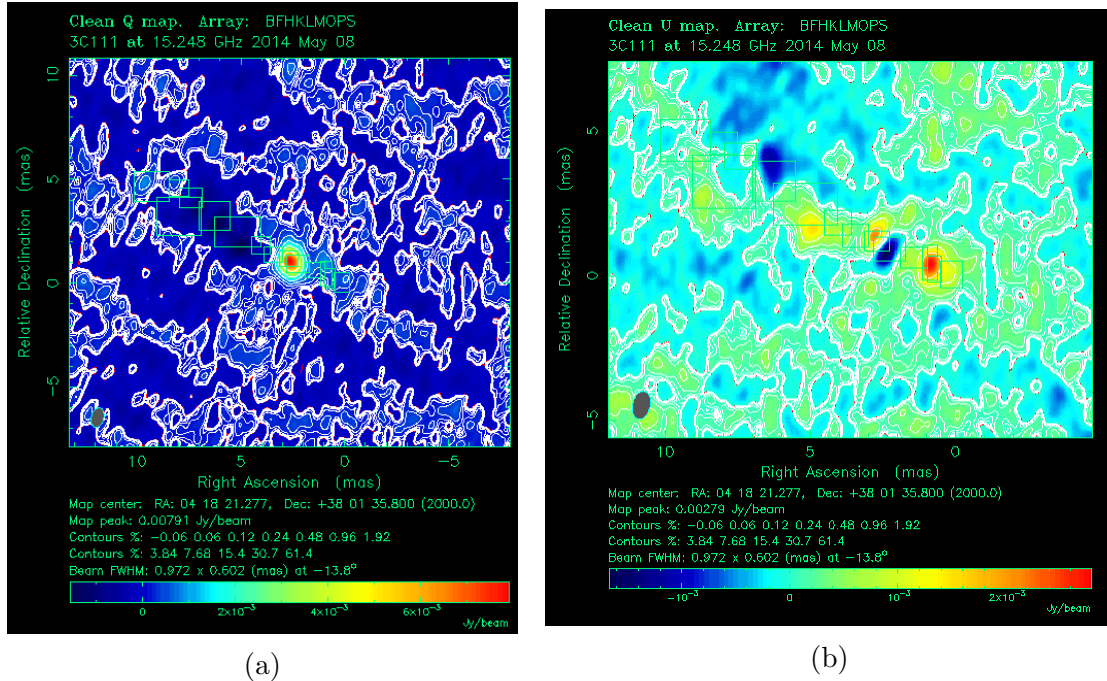 Clean Q map. Array: BFHKLMOPS
3C111 at 15.248 GHz 2014 May 08
Relative Declination (mas)
10
5
0
−5
10 5 0 −5
Right Ascension (mas)
Map center: RA: 04 18 21.277, Dec: +38 01 35.800 (2000.0)
Map peak: 0.00791 Jy/beam
Contours %: −0.06 0.06 0.12 0.24 0.48 0.96 1.92
Contours %: 3.84 7.68 15.4 30.7 61.4
Beam FWHM: 0.972 x 0.602 (mas) at −13.8°
0 2×10⁻³ 4×10⁻³ 6×10⁻³
Jy/beam
(a)
Clean U map. Array: BFHKLMOPS
3C111 at 15.248 GHz 2014 May 08
Relative Declination (mas)
5
0
−5
10 5 0
Right Ascension (mas)
Map center: RA: 04 18 21.277, Dec: +38 01 35.800 (2000.0)
Map peak: 0.00279 Jy/beam
Contours %: −0.06 0.06 0.12 0.24 0.48 0.96 1.92
Contours %: 3.84 7.68 15.4 30.7 61.4
Beam FWHM: 0.972 x 0.602 (mas) at −13.8°
−10⁻³ 0 10⁻³ 2×10⁻³
Jy/beam
(b)